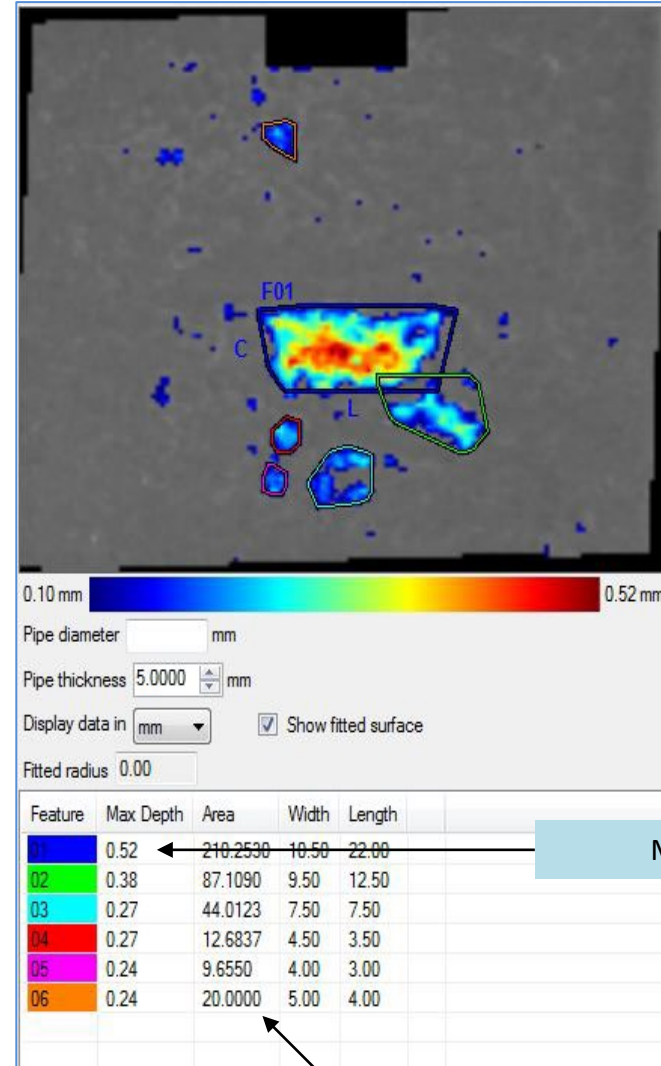 F01
C
L
0.10 mm 0.52 mm
Pipe diameter mm
Pipe thickness 5.0000 mm
Display data in mm Show fitted surface
Fitted radius 0.00
Feature Max Depth Area Width Length
01 0.52 210.2530 10.50 22.00
02 0.38 87.1090 9.50 12.50
03 0.27 44.0123 7.50 7.50
04 0.27 12.6837 4.50 3.50
05 0.24 9.6550 4.00 3.00
06 0.24 20.0000 5.00 4.00